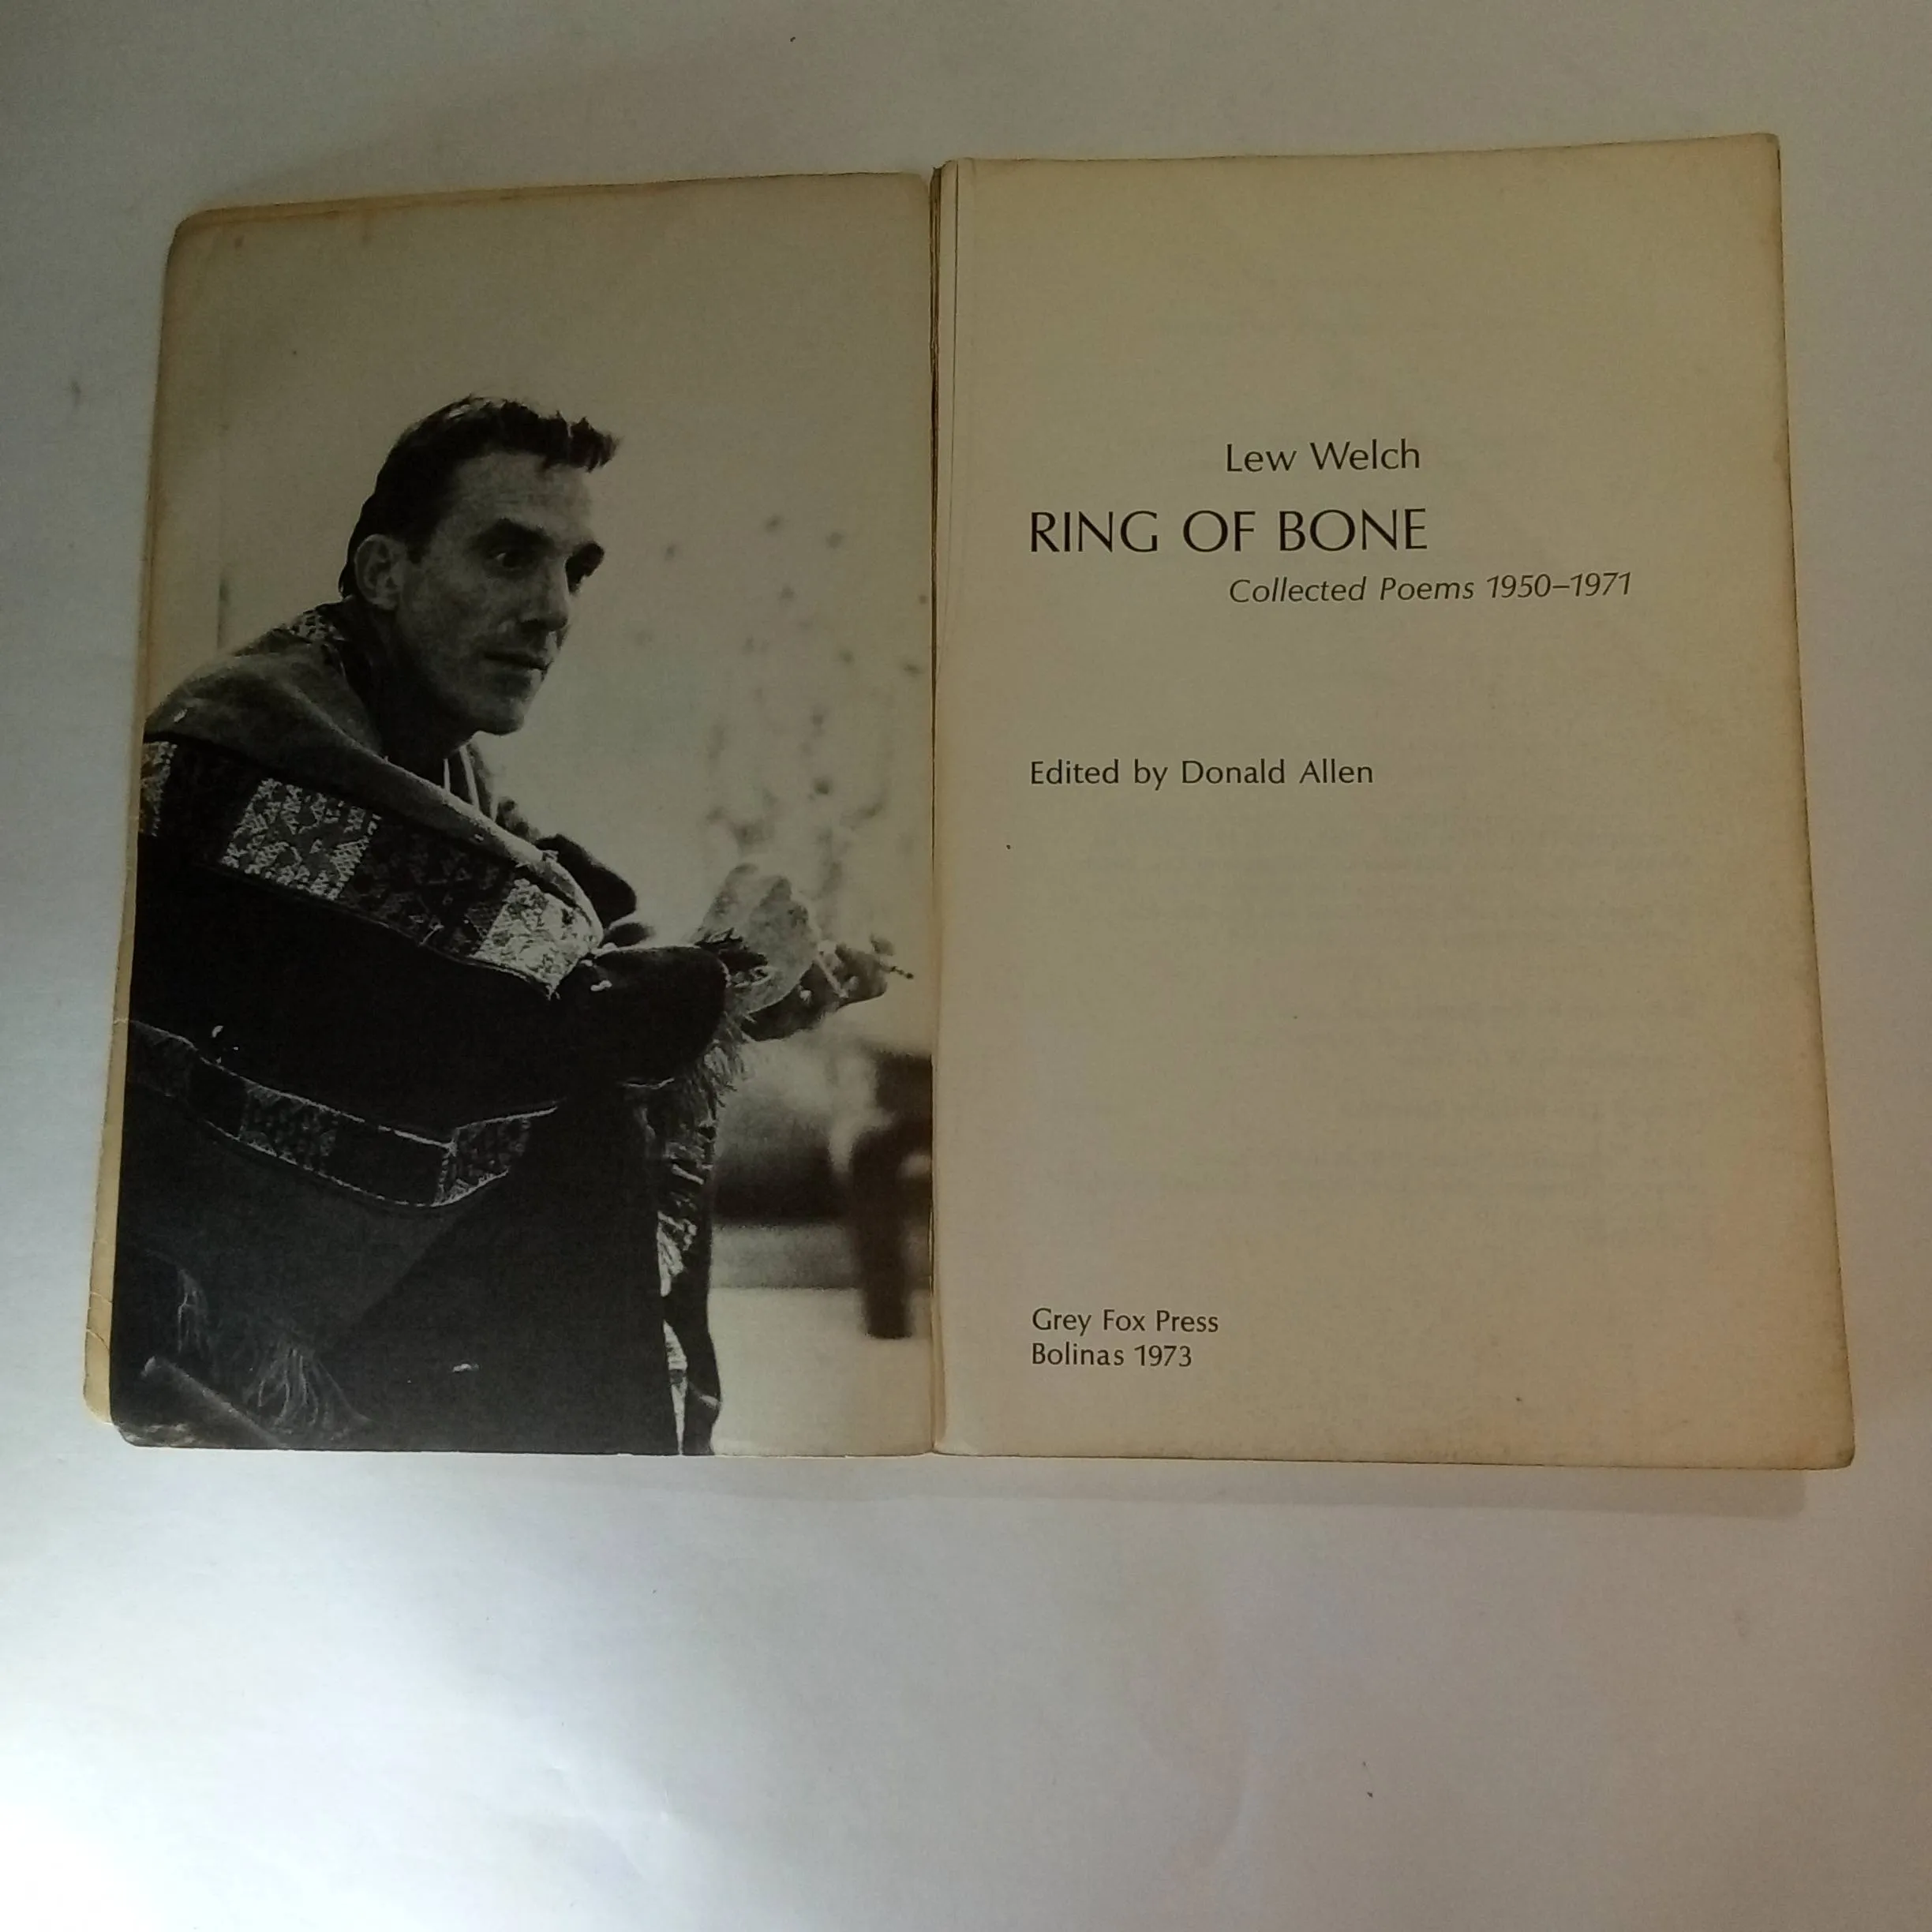 Lew Welch
RING OF BONE
Collected Poems 1950–1971
Edited by Donald Allen
Grey Fox Press
Bolinas 1973